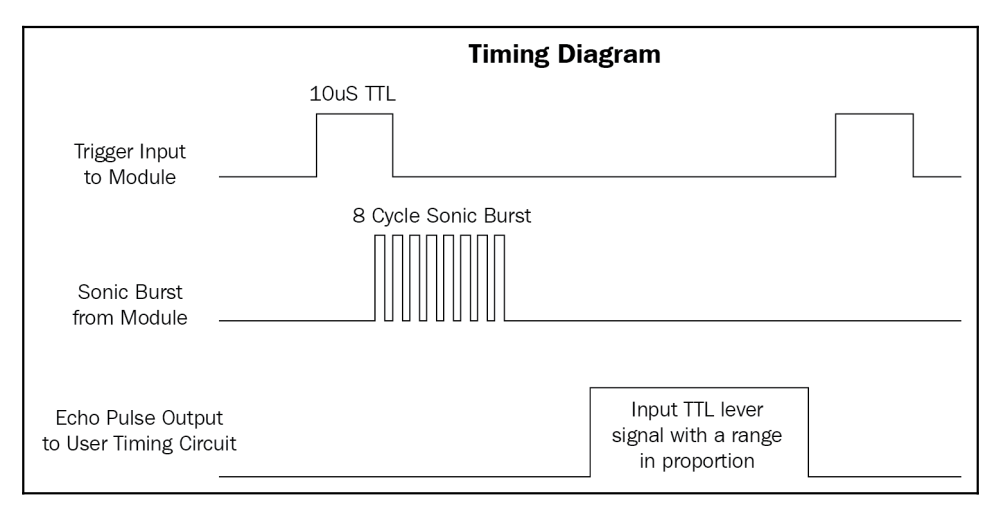 Timing Diagram
10uS TTL
Trigger Input
to Module
8 Cycle Sonic Burst
Sonic Burst
from Module
Echo Pulse Output
to User Timing Circuit
Input TTL lever
signal with a range
in proportion